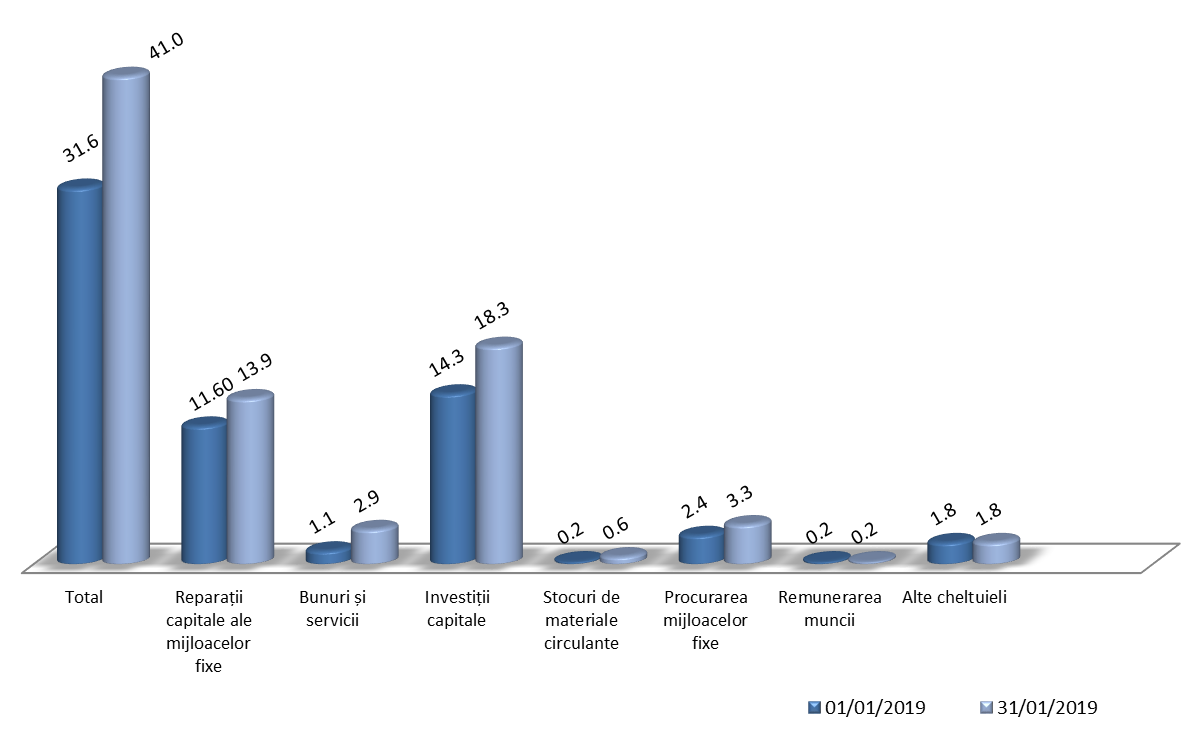 41.0
31.6
11.60
13.9
1.1
2.9
14.3
18.3
0.2
0.6
2.4
3.3
0.2
0.2
1.8
1.8
Total
Reparații
capitale ale
mijloacelor
fixe
Bunuri și
servicii
Investiții
capitale
Stocuri de
materiale
circulante
Procurarea
mijloacelor
fixe
Remunerarea
muncii
Alte cheltuieli
01/01/2019
31/01/2019